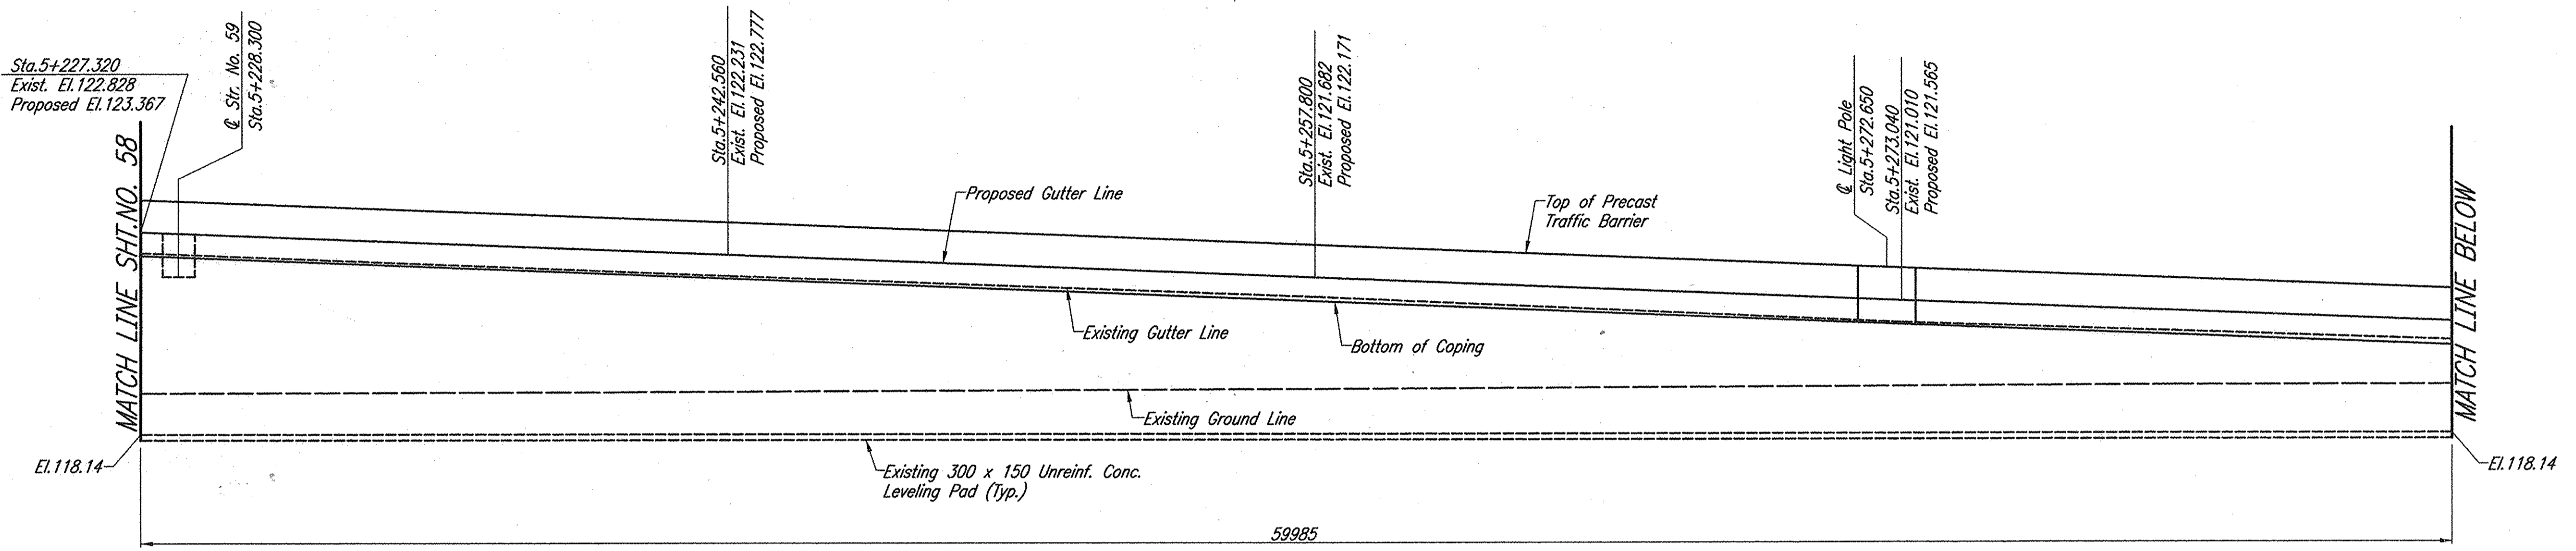 Sta.5+227.320
Exist. El.122.828
Proposed El.123.367
MATCH LINE SHT.NO. 58
℄ Str. No. 59
Sta.5+228.300
Sta.5+242.560
Exist. El.122.231
Proposed El.122.777
Proposed Gutter Line
Sta.5+257.800
Exist. El.121.682
Proposed El.122.171
Top of Precast
Traffic Barrier
℄ Light Pole
Sta.5+272.650
Sta.5+273.040
Exist. El.121.010
Proposed El.121.565
MATCH LINE BELOW
Existing Gutter Line
Bottom of Coping
Existing Ground Line
El.118.14
Existing 300 x 150 Unreinf. Conc.
Leveling Pad (Typ.)
El.118.14
59985